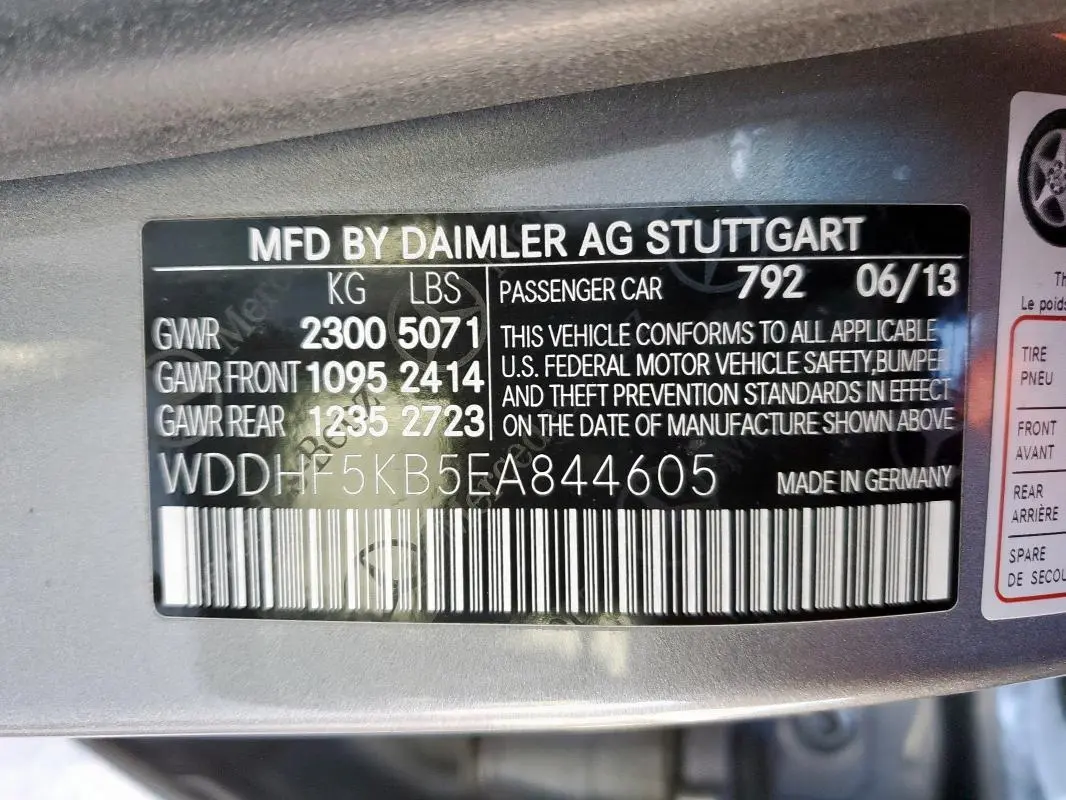 MFD BY DAIMLER AG STUTTGART
KG LBS
GVWR 2300 5071
GAWR FRONT 1095 2414
GAWR REAR 1235 2723
PASSENGER CAR 792 06/13
THIS VEHICLE CONFORMS TO ALL APPLICABLE
U.S. FEDERAL MOTOR VEHICLE SAFETY, BUMPER
AND THEFT PREVENTION STANDARDS IN EFFECT
ON THE DATE OF MANUFACTURE SHOWN ABOVE
WDDHF5KB5EA844605 MADE IN GERMANY
Th
Le poids
TIRE
PNEU
FRONT
AVANT
REAR
ARRIÈRE
SPARE
DE SECOU